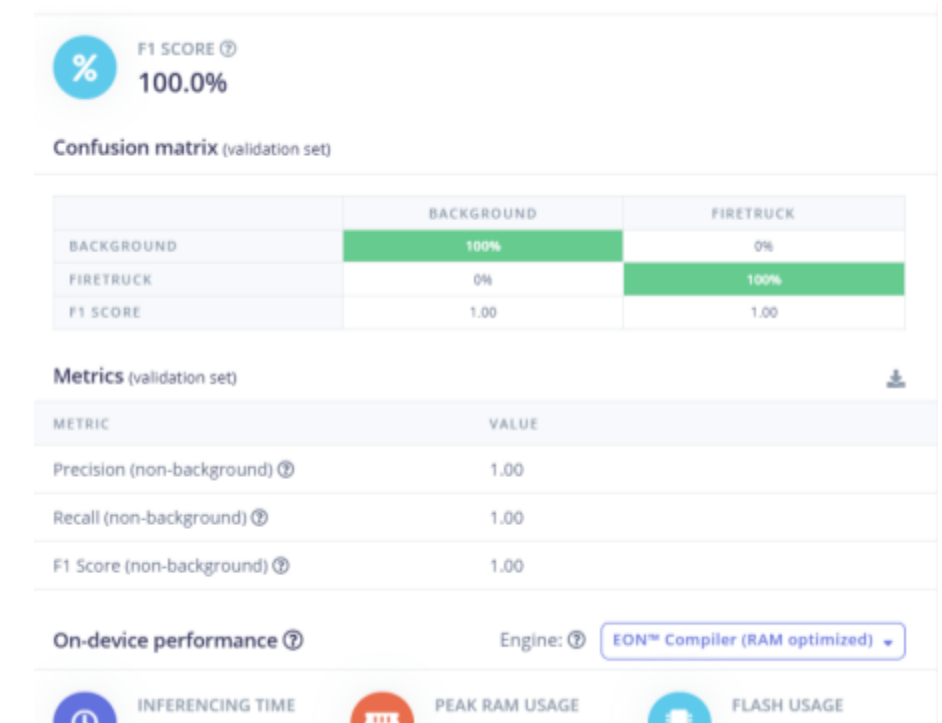 F1 SCORE ?
100.0%
Confusion matrix (validation set)
BACKGROUND FIRETRUCK
BACKGROUND 100% 0%
FIRETRUCK 0% 100%
F1 SCORE 1.00 1.00
Metrics (validation set)
METRIC VALUE
Precision (non-background) ? 1.00
Recall (non-background) ? 1.00
F1 Score (non-background) ? 1.00
On-device performance ? Engine: ? EON™ Compiler (RAM optimized)
INFERENCING TIME PEAK RAM USAGE FLASH USAGE